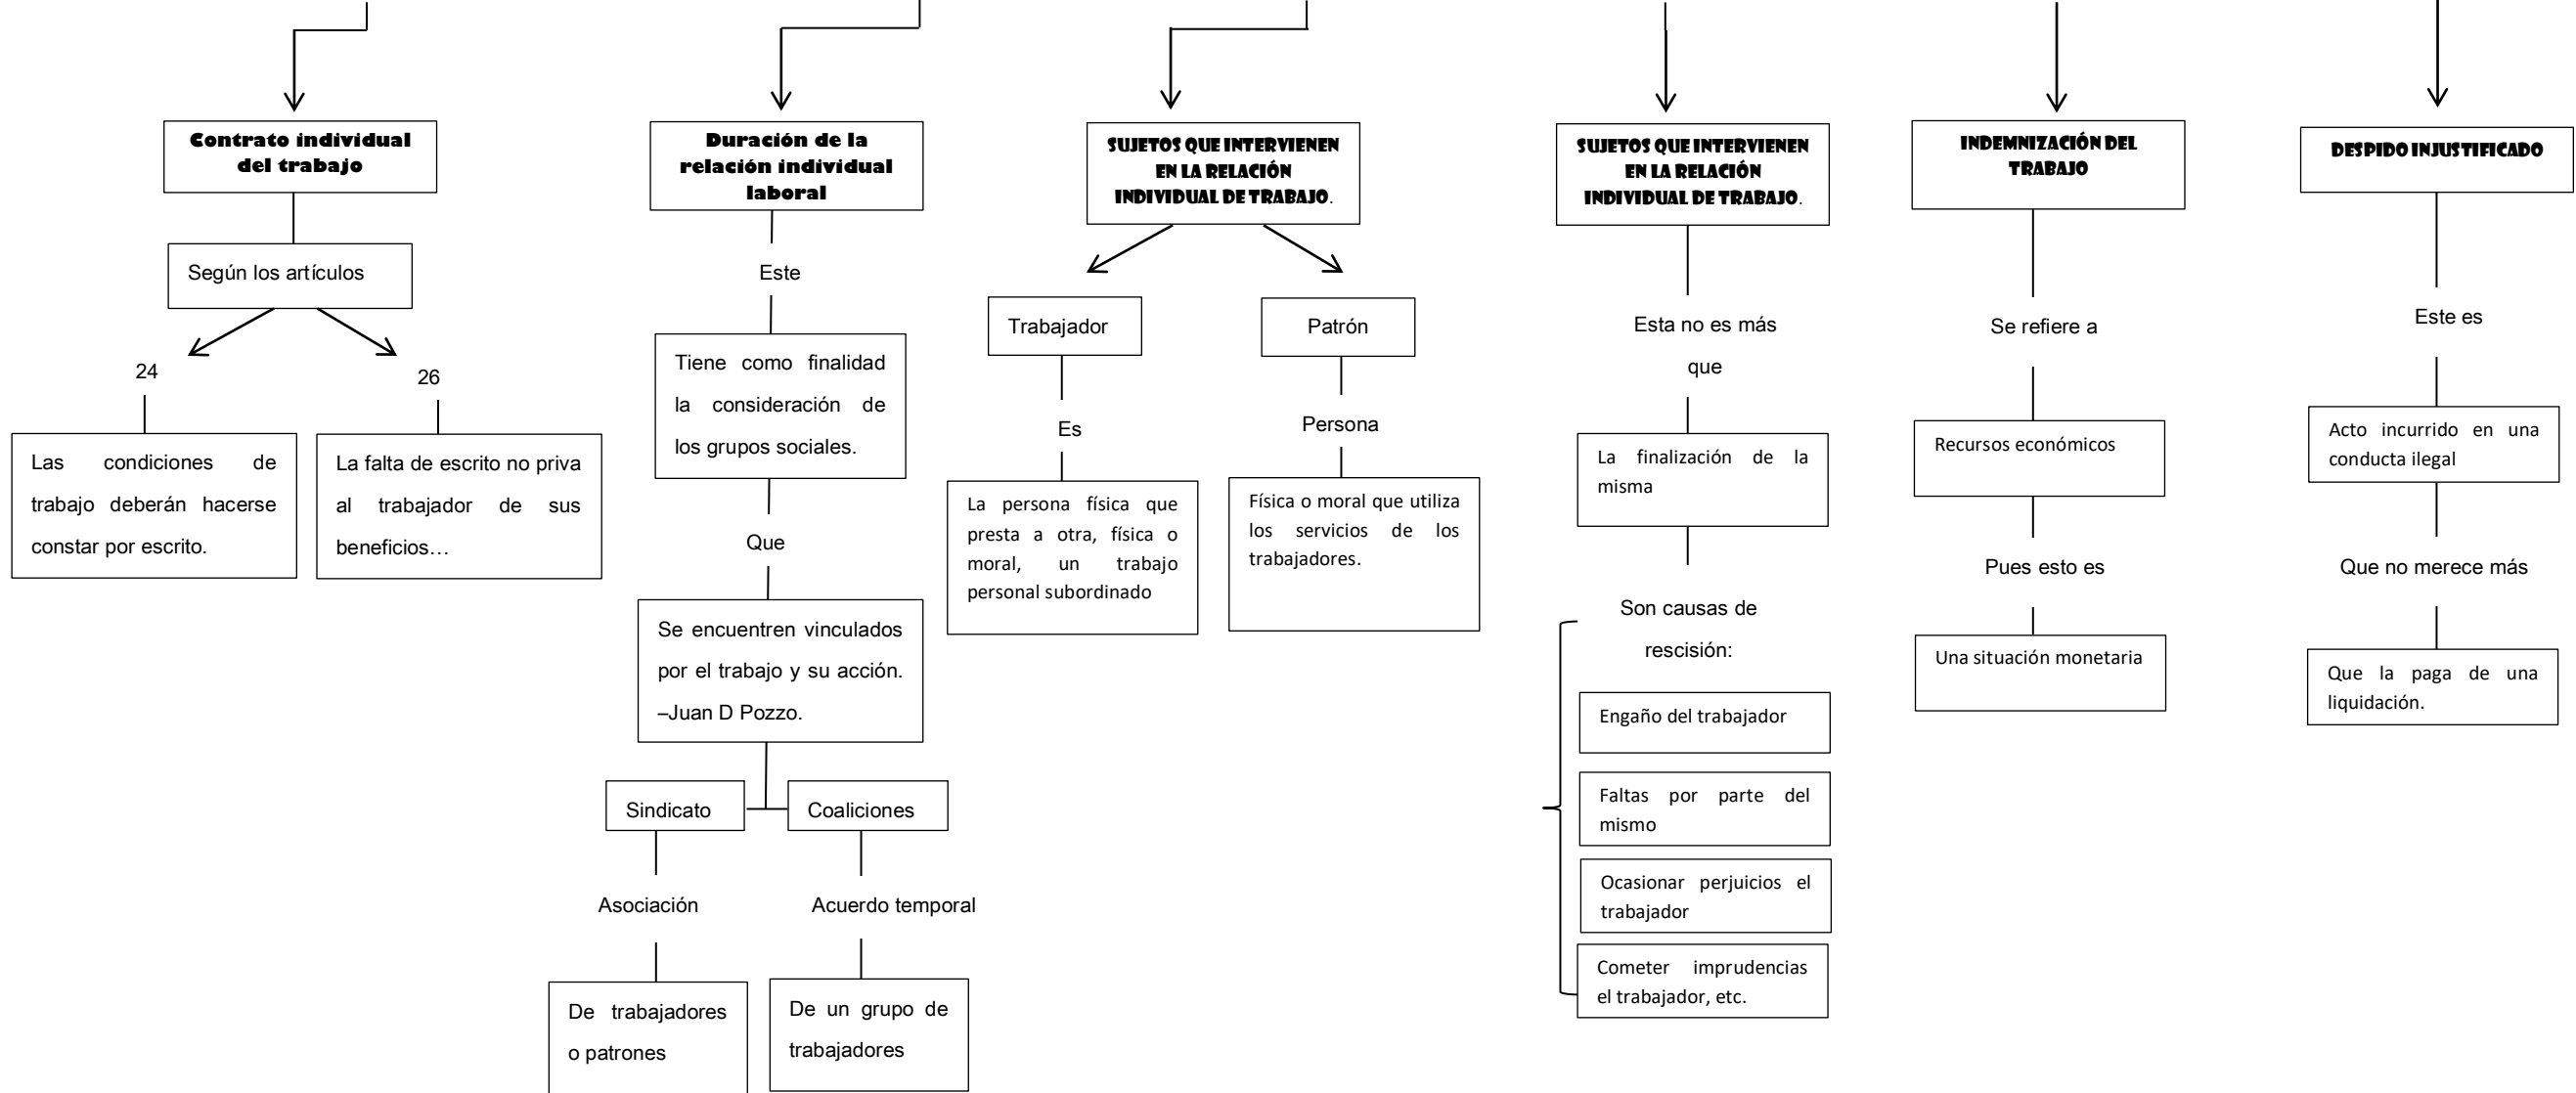 Contrato individual
del trabajo
Según los artículos
24
26
Las condiciones de
trabajo deberán hacerse
constar por escrito.
La falta de escrito no priva
al trabajador de sus
beneficios…
Duración de la
relación individual
laboral
Este
Tiene como finalidad
la consideración de
los grupos sociales.
Que
Se encuentren vinculados
por el trabajo y su acción.
–Juan D Pozzo.
Sindicato
Coaliciones
Asociación
Acuerdo temporal
De trabajadores
o patrones
De un grupo de
trabajadores
SUJETOS QUE INTERVIENEN
EN LA RELACIÓN
INDIVIDUAL DE TRABAJO.
Trabajador
Patrón
Es
Persona
La persona física que
presta a otra, física o
moral, un trabajo
personal subordinado
Física o moral que utiliza
los servicios de los
trabajadores.
SUJETOS QUE INTERVIENEN
EN LA RELACIÓN
INDIVIDUAL DE TRABAJO.
Esta no es más
que
La finalización de la
misma
Son causas de
rescisión:
Engaño del trabajador
Faltas por parte del
mismo
Ocasionar perjuicios el
trabajador
Cometer imprudencias
el trabajador, etc.
INDEMNIZACIÓN DEL
TRABAJO
Se refiere a
Recursos económicos
Pues esto es
Una situación monetaria
DESPIDO INJUSTIFICADO
Este es
Acto incurrido en una
conducta ilegal
Que no merece más
Que la paga de una
liquidación.